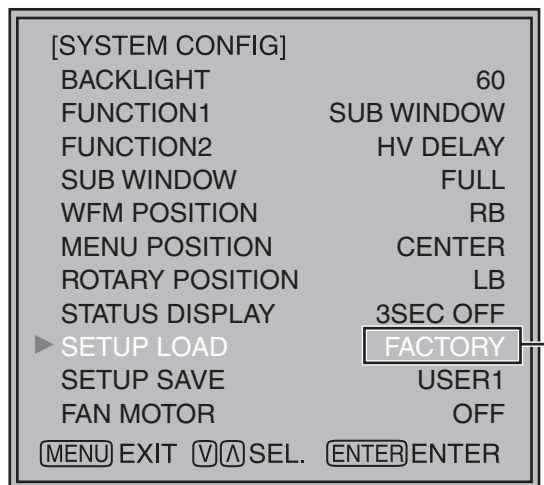 [SYSTEM CONFIG]
BACKLIGHT 60
FUNCTION1 SUB WINDOW
FUNCTION2 HV DELAY
SUB WINDOW FULL
WFM POSITION RB
MENU POSITION CENTER
ROTARY POSITION LB
STATUS DISPLAY 3SEC OFF
SETUP LOAD FACTORY
SETUP SAVE USER1
FAN MOTOR OFF
MENU EXIT V Λ SEL. ENTER ENTER